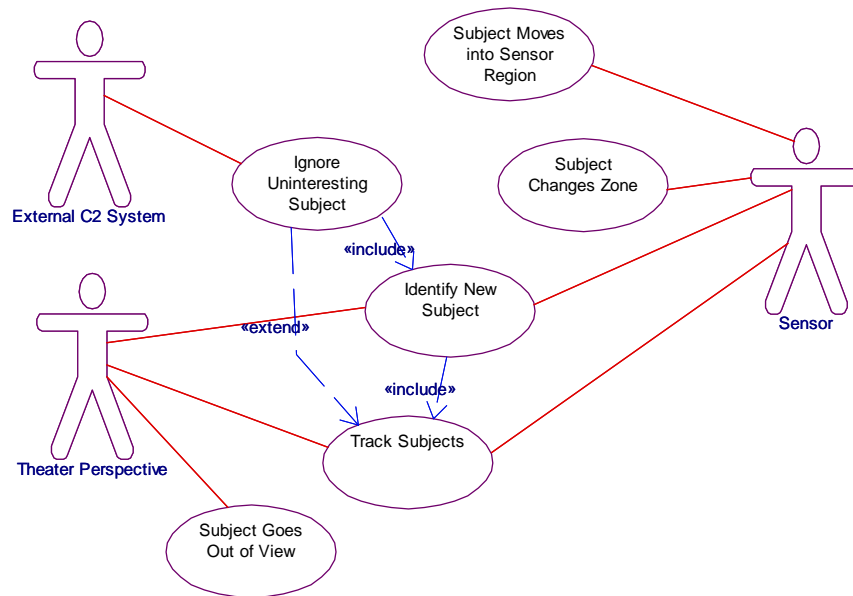 Subject Moves
into Sensor
Region
Ignore
Uninteresting
Subject
Subject
Changes Zone
External C2 System
«include»
Identify New
Subject
«extend»
Sensor
«include»
Track Subjects
Theater Perspective
Subject Goes
Out of View